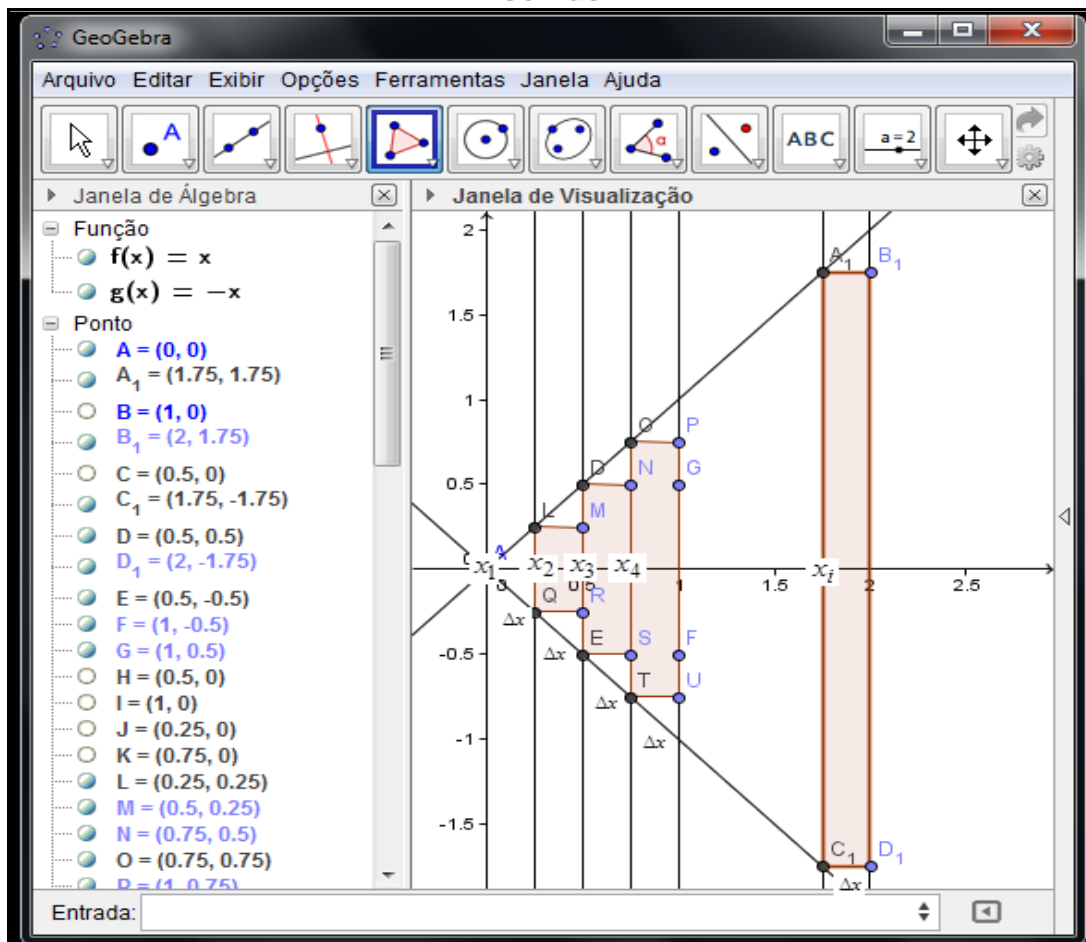 GeoGebra
Arquivo Editar Exibir Opções Ferramentas Janela Ajuda
A
ABC
a=2
Janela de Álgebra
Janela de Visualização
Função
f(x) = x
g(x) = -x
Ponto
A = (0, 0)
A₁ = (1.75, 1.75)
B = (1, 0)
B₁ = (2, 1.75)
C = (0.5, 0)
C₁ = (1.75, -1.75)
D = (0.5, 0.5)
D₁ = (2, -1.75)
E = (0.5, -0.5)
F = (1, -0.5)
G = (1, 0.5)
H = (0.5, 0)
I = (1, 0)
J = (0.25, 0)
K = (0.75, 0)
L = (0.25, 0.25)
M = (0.5, 0.25)
N = (0.75, 0.5)
O = (0.75, 0.75)
P = (1, 0.75)
2
A₁ B₁
1.5
1
O P
D N G
0.5
L M
A
x₁ x₂ x₃ x₄ xᵢ
0 0.5 1 1.5 2 2.5
Q R
Δx
E S F
-0.5 Δx
T U
Δx
-1 Δx
-1.5
C₁ D₁
Δx
Entrada: